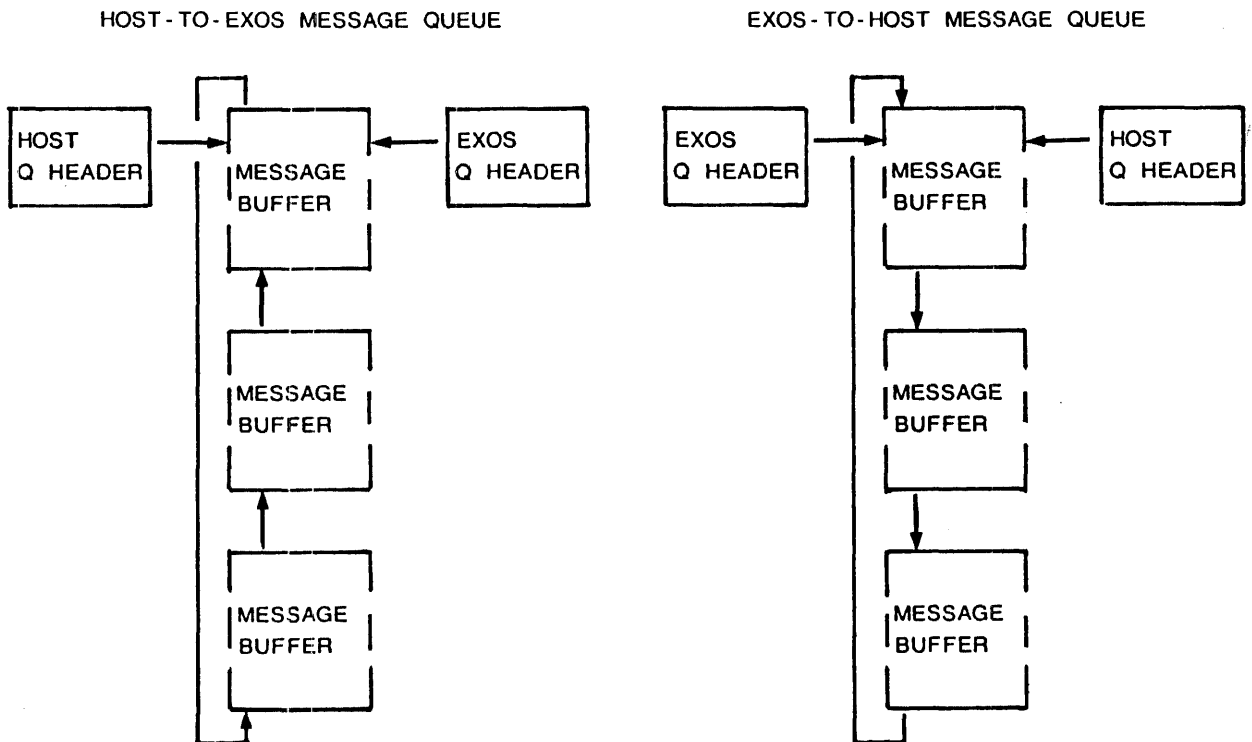 HOST-TO-EXOS MESSAGE QUEUE
HOST
Q HEADER
MESSAGE
BUFFER
EXOS
Q HEADER
MESSAGE
BUFFER
MESSAGE
BUFFER
EXOS-TO-HOST MESSAGE QUEUE
EXOS
Q HEADER
MESSAGE
BUFFER
HOST
Q HEADER
MESSAGE
BUFFER
MESSAGE
BUFFER